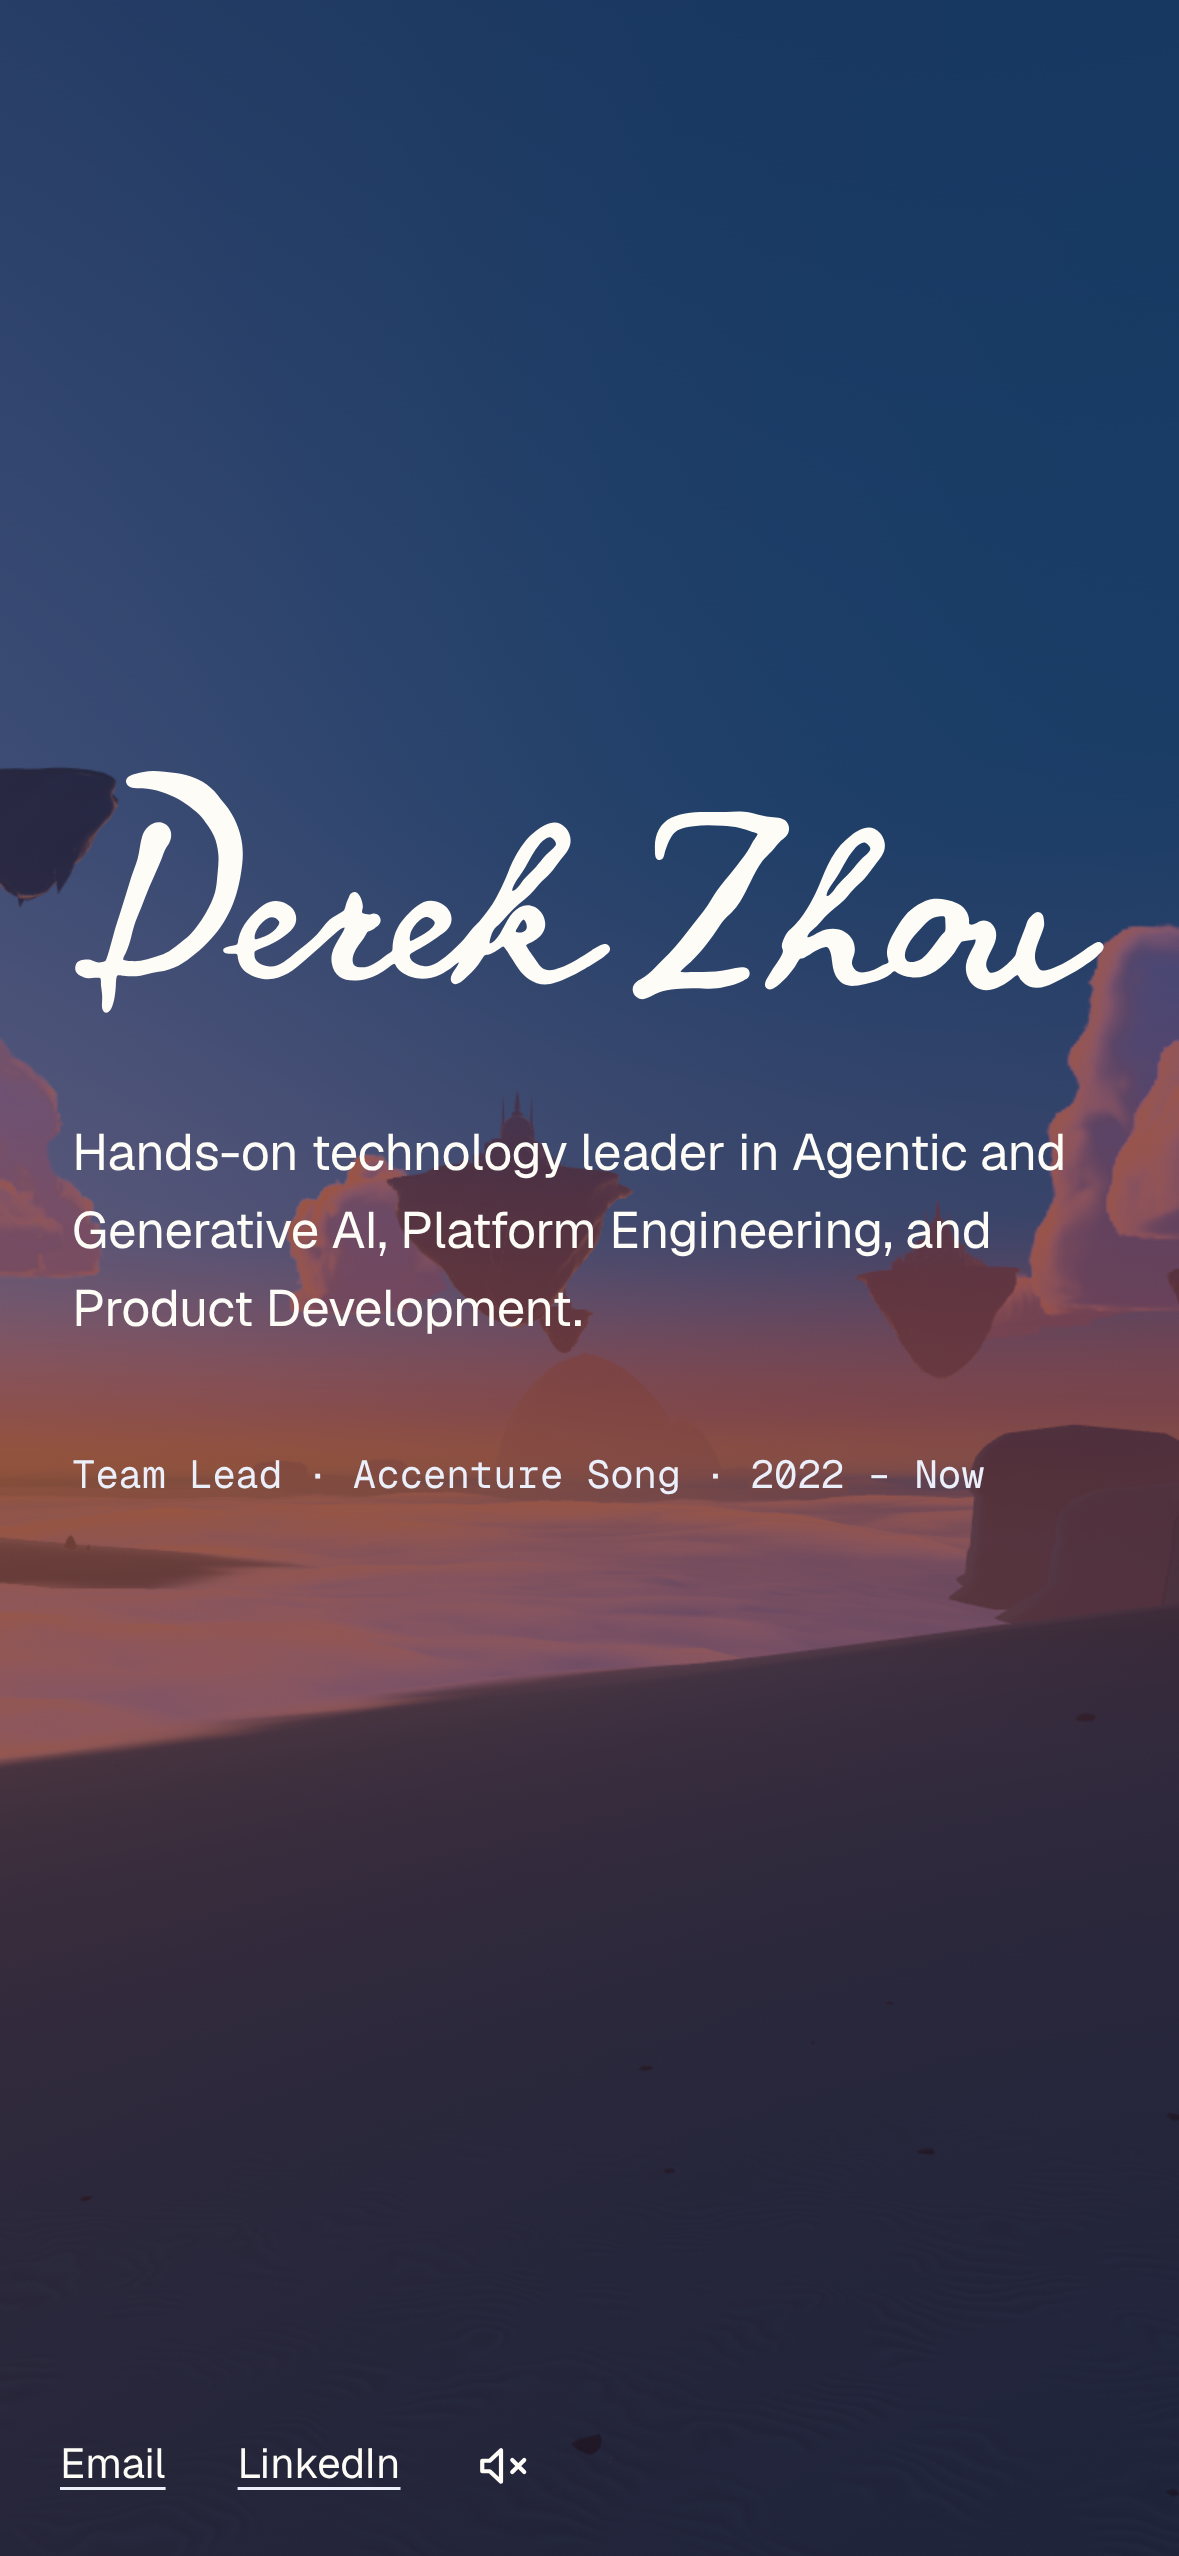 Derek Zhou
Hands-on technology leader in Agentic and
Generative AI, Platform Engineering, and
Product Development.
Team Lead · Accenture Song · 2022 – Now
Email LinkedIn